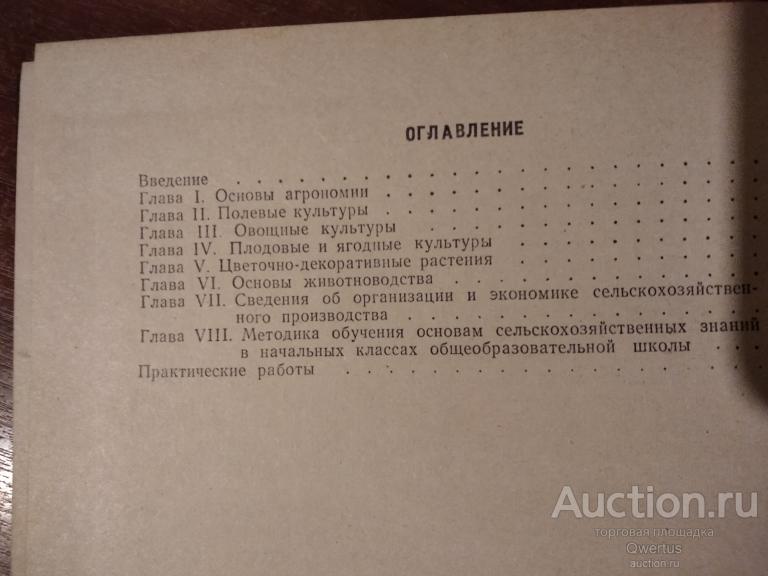 ОГЛАВЛЕНИЕ
Введение . . . . . . . . . . . . . . . . . . .
Глава I. Основы агрономии . . . . . . . . . . . . .
Глава II. Полевые культуры . . . . . . . . . . . . .
Глава III. Овощные культуры . . . . . . . . . . . .
Глава IV. Плодовые и ягодные культуры . . . . . . . . .
Глава V. Цветочно-декоративные растения . . . . . . . . .
Глава VI. Основы животноводства . . . . . . . . . . .
Глава VII. Сведения об организации и экономике сельскохозяйствен-
ного производства . . . . . . . . . . . .
Глава VIII. Методика обучения основам сельскохозяйственных знаний
в начальных классах общеобразовательной школы . . .
Практические работы . . . . . . . . . . . . . . .
Auction.ru
торговая площадка
Qwertus
auction.ru